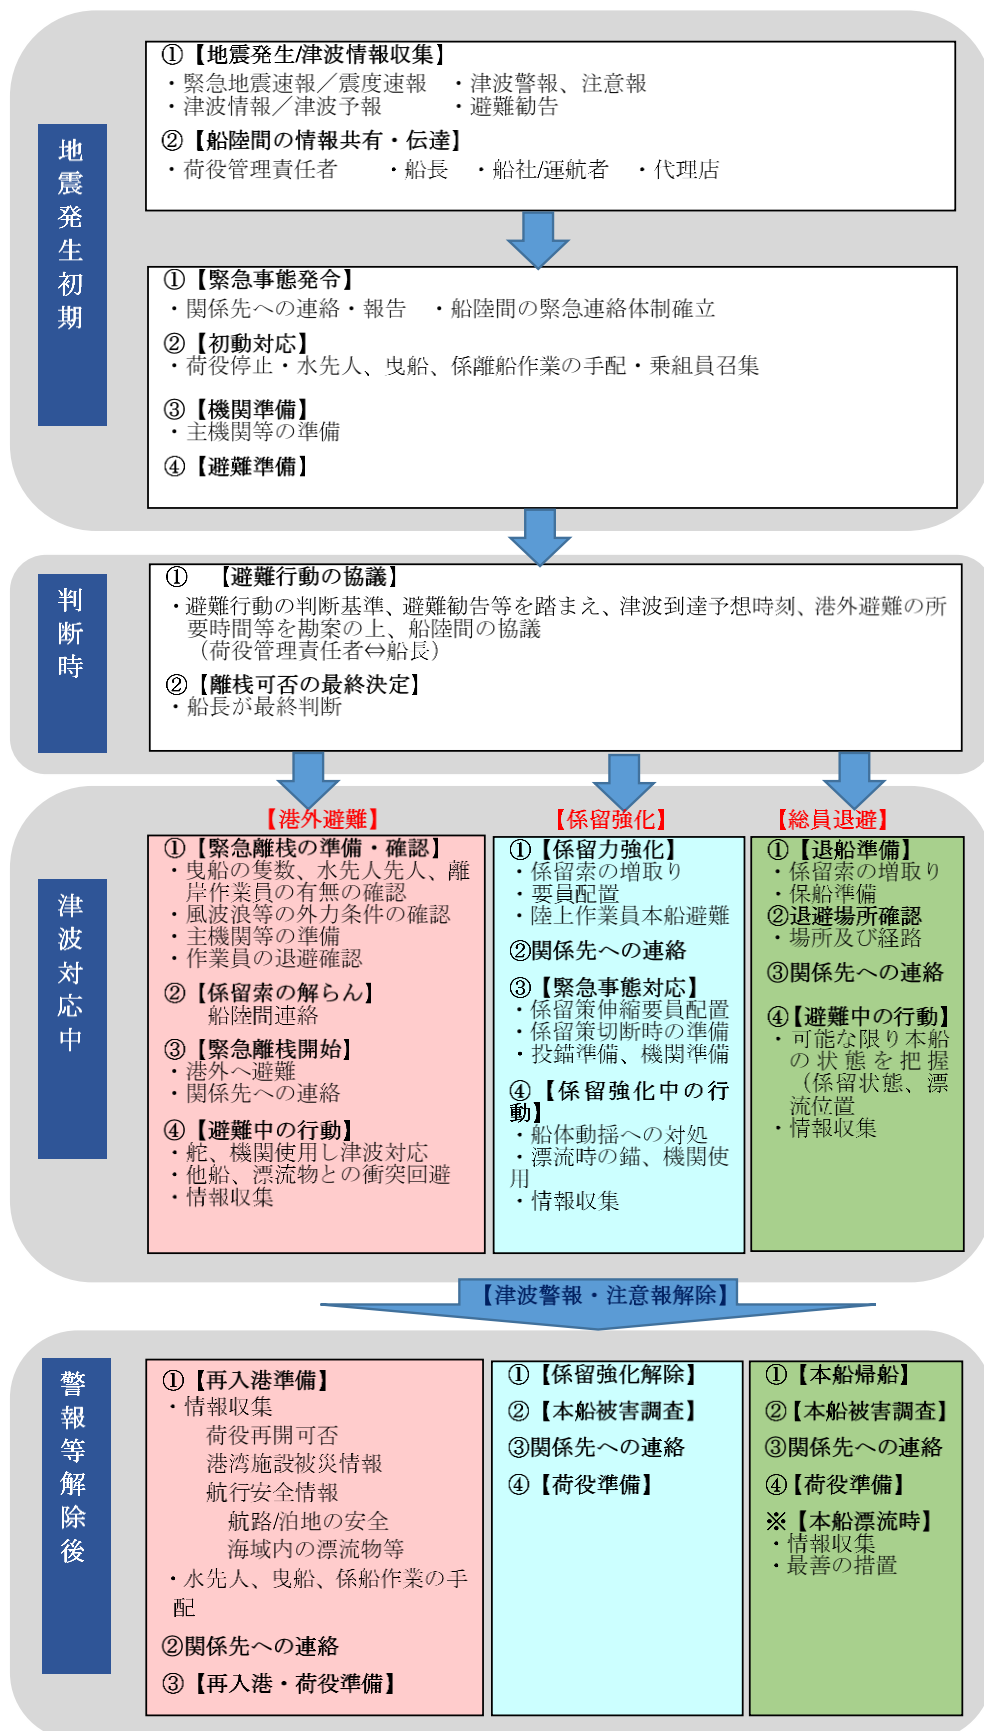 地震発生初期
①【地震発生/津波情報収集】
・緊急地震速報／震度速報　・津波警報、注意報
・津波情報／津波予報　　　・避難勧告
②【船陸間の情報共有・伝達】
・荷役管理責任者　　・船長　・船社/運航者　・代理店
①【緊急事態発令】
・関係先への連絡・報告　・船陸間の緊急連絡体制確立
②【初動対応】
・荷役停止・水先人、曳船、係離船作業の手配・乗組員召集
③【機関準備】
・主機関等の準備
④【避難準備】
判断時
①　【避難行動の協議】
・避難行動の判断基準、避難勧告等を踏まえ、津波到達予想時刻、港外避難の所
要時間等を勘案の上、船陸間の協議
（荷役管理責任者⇔船長）
②【離桟可否の最終決定】
・船長が最終判断
津波対応中
【港外避難】
①【緊急離桟の準備・確認】
・曳船の隻数、水先人先人、離
岸作業員の有無の確認
・風波浪等の外力条件の確認
・主機関等の準備
・作業員の退避確認
②【係留索の解らん】
船陸間連絡
③【緊急離桟開始】
・港外へ避難
・関係先への連絡
④【避難中の行動】
・舵、機関使用し津波対応
・他船、漂流物との衝突回避
・情報収集
【係留強化】
①【係留力強化】
・係留索の増取り
・要員配置
・陸上作業員本船避難
②関係先への連絡
③【緊急事態対応】
・係留策伸縮要員配置
・係留策切断時の準備
・投錨準備、機関準備
④【係留強化中の行
動】
・船体動揺への対処
・漂流時の錨、機関使
用
・情報収集
【総員退避】
①【退船準備】
・係留索の増取り
・保船準備
②退避場所確認
・場所及び経路
③関係先への連絡
④【避難中の行動】
・可能な限り本船
の状態を把握
（係留状態、漂
流位置
・情報収集
【津波警報・注意報解除】
警報等解除後
①【再入港準備】
・情報収集
荷役再開可否
港湾施設被災情報
航行安全情報
航路/泊地の安全
海域内の漂流物等
・水先人、曳船、係船作業の手
配
②関係先への連絡
③【再入港・荷役準備】
①【係留強化解除】
②【本船被害調査】
③関係先への連絡
④【荷役準備】
①【本船帰船】
②【本船被害調査】
③関係先への連絡
④【荷役準備】
※【本船漂流時】
・情報収集
・最善の措置